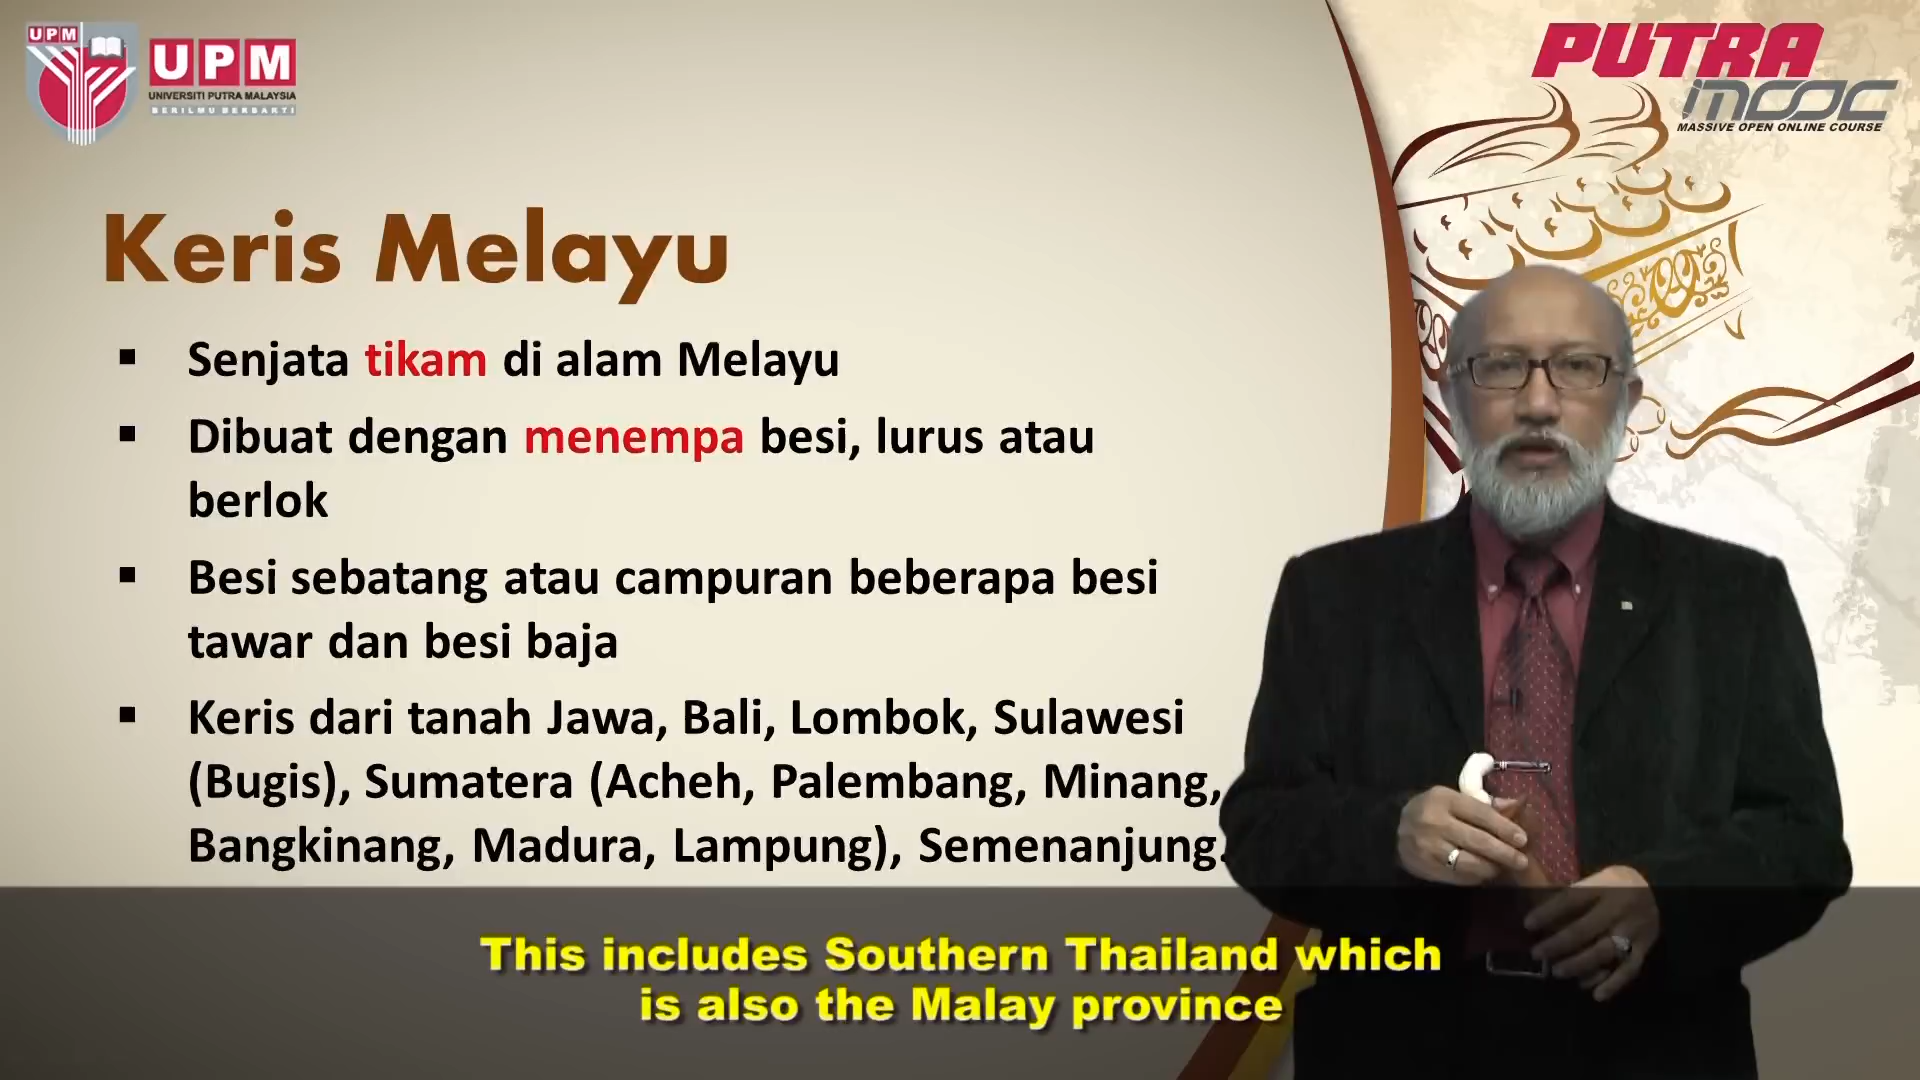 UPM
UPM
UNIVERSITI PUTRA MALAYSIA
BERILMU BERBAKTI
PUTRA
mooc
MASSIVE OPEN ONLINE COURSE
Keris Melayu
▪ Senjata tikam di alam Melayu
▪ Dibuat dengan menempa besi, lurus atau
berlok
▪ Besi sebatang atau campuran beberapa besi
tawar dan besi baja
▪ Keris dari tanah Jawa, Bali, Lombok, Sulawesi
(Bugis), Sumatera (Acheh, Palembang, Minang,
Bangkinang, Madura, Lampung), Semenanjung.
This includes Southern Thailand which
is also the Malay province